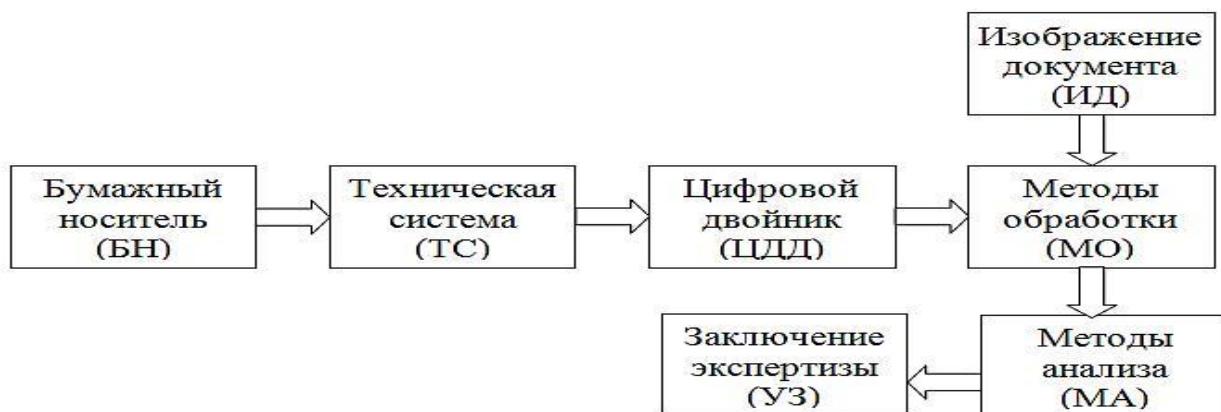 Изображение
документа
(ИД)
Бумажный
носитель
(БН)
Техническая
система
(ТС)
Цифровой
двойник
(ЦДД)
Методы
обработки
(МО)
Заключение
экспертизы
(УЗ)
Методы
анализа
(МА)